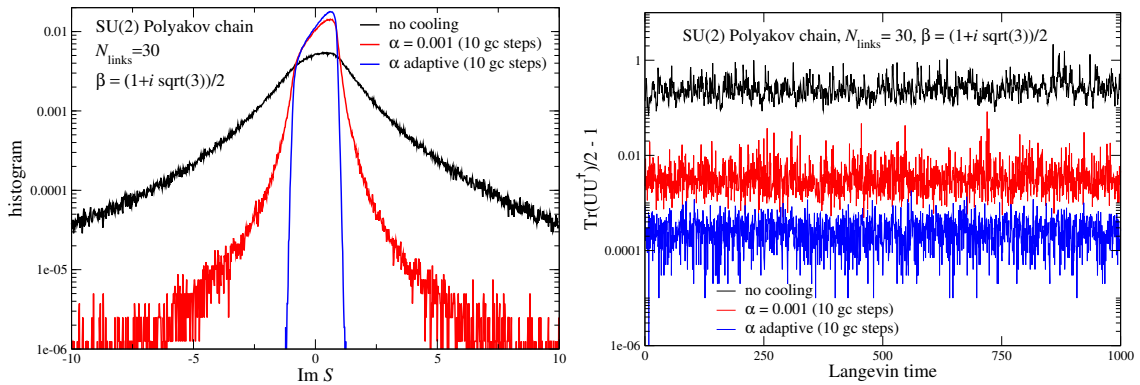 SU(2) Polyakov chain
N_links=30
β = (1+i sqrt(3))/2
no cooling
α = 0.001 (10 gc steps)
α adaptive (10 gc steps)
histogram
0.01
0.001
0.0001
1e-05
1e-06
-10
-5
0
5
10
Im S
SU(2) Polyakov chain, N_links= 30, β = (1+i sqrt(3))/2
Tr(UU†)/2 - 1
1
0.01
0.0001
1e-06
no cooling
α = 0.001 (10 gc steps)
α adaptive (10 gc steps)
0
250
500
750
1000
Langevin time